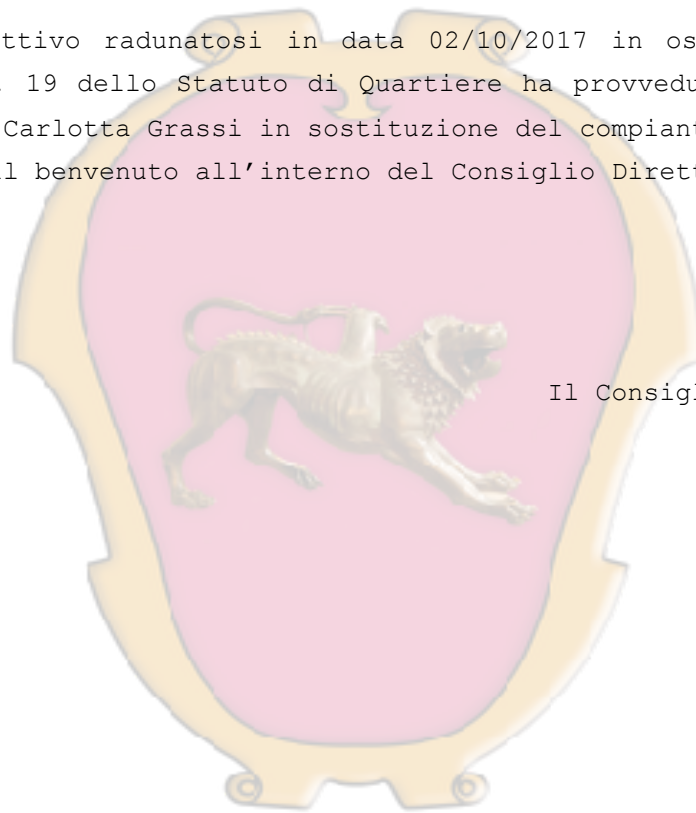 ttivo radunatosi in data 02/10/2017 in os
19 dello Statuto di Quartiere ha provvedu
Carlotta Grassi in sostituzione del compiant
l benvenuto all'interno del Consiglio Dirett
Il Consigl